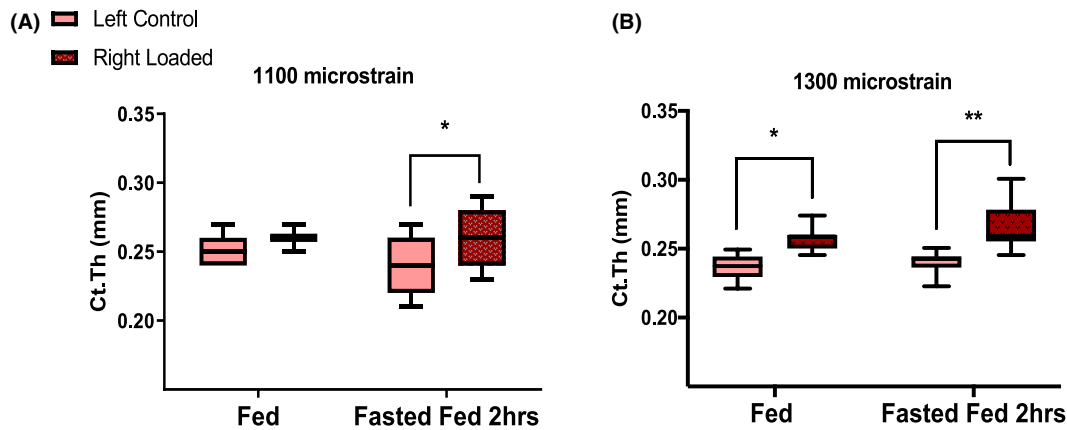 (A) Left Control
Right Loaded
1100 microstrain
*
0.35
0.30
0.25
0.20
Ct.Th (mm)
Fed Fasted Fed 2hrs
(B)
1300 microstrain
* **
0.35
0.30
0.25
0.20
Ct.Th (mm)
Fed Fasted Fed 2hrs